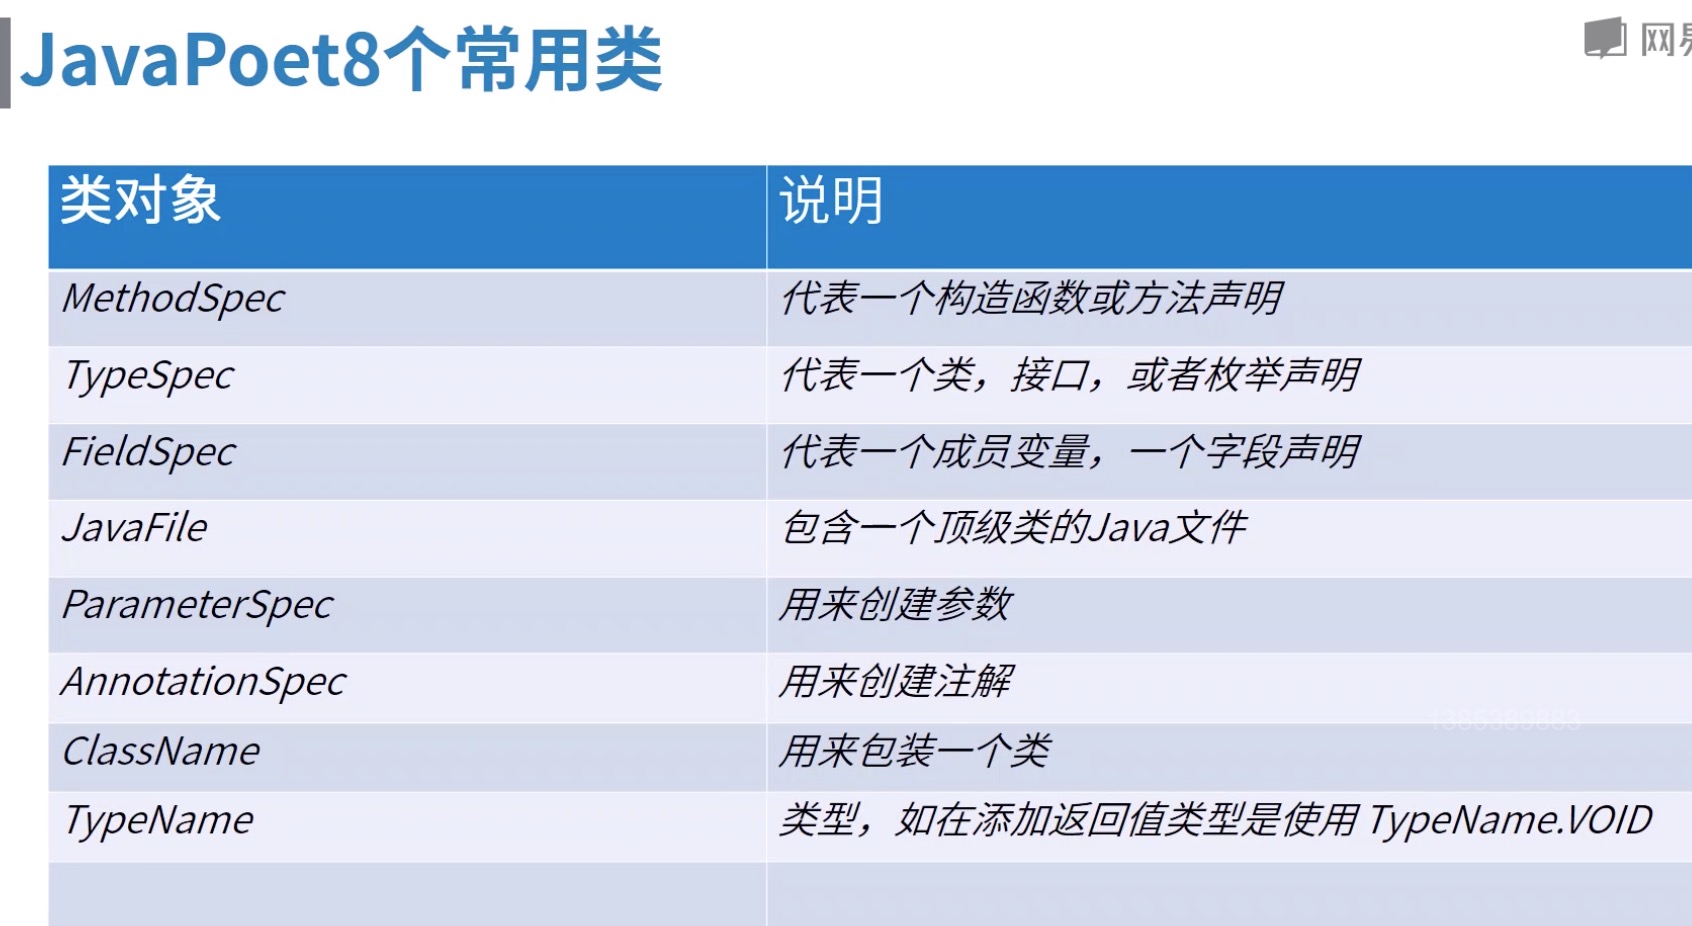 JavaPoet8个常用类
网易
类对象 说明
MethodSpec 代表一个构造函数或方法声明
TypeSpec 代表一个类，接口，或者枚举声明
FieldSpec 代表一个成员变量，一个字段声明
JavaFile 包含一个顶级类的Java文件
ParameterSpec 用来创建参数
AnnotationSpec 用来创建注解
ClassName 用来包装一个类
TypeName 类型，如在添加返回值类型是使用 TypeName.VOID